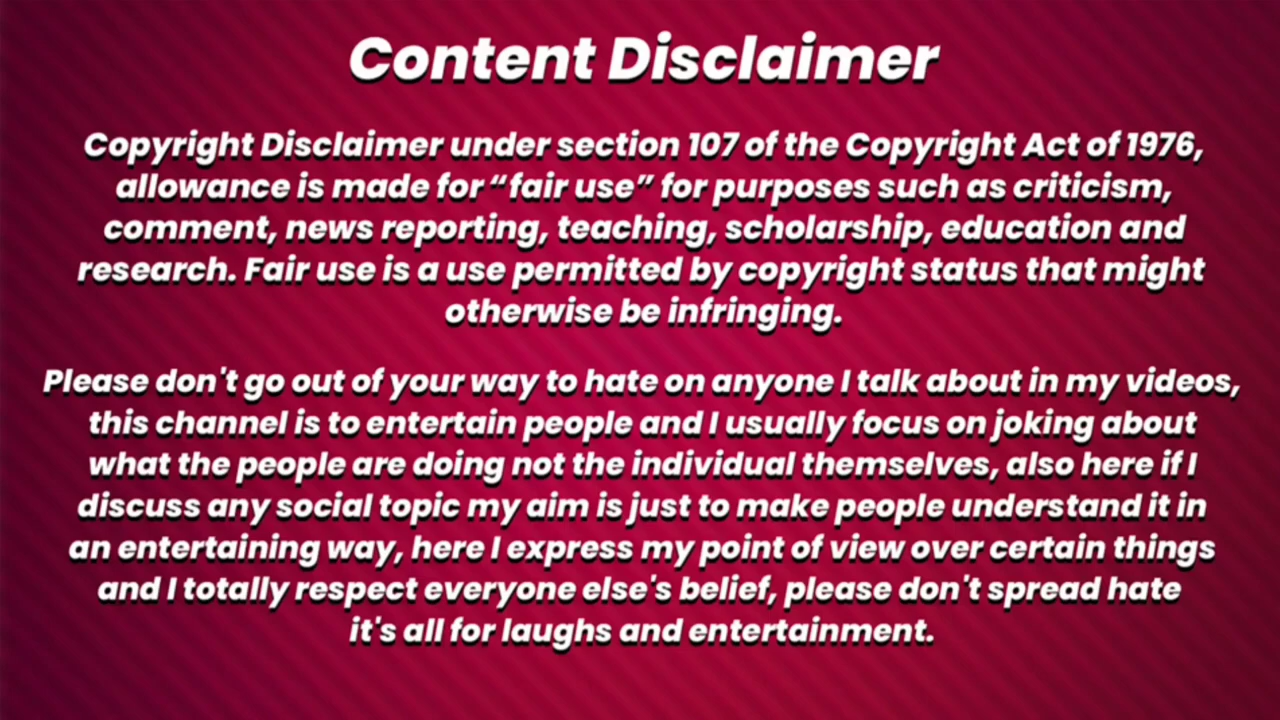 Content Disclaimer
Copyright Disclaimer under section 107 of the Copyright Act of 1976,
allowance is made for “fair use” for purposes such as criticism,
comment, news reporting, teaching, scholarship, education and
research. Fair use is a use permitted by copyright status that might
otherwise be infringing.
Please don't go out of your way to hate on anyone I talk about in my videos,
this channel is to entertain people and I usually focus on joking about
what the people are doing not the individual themselves, also here if I
discuss any social topic my aim is just to make people understand it in
an entertaining way, here I express my point of view over certain things
and I totally respect everyone else's belief, please don't spread hate
it's all for laughs and entertainment.